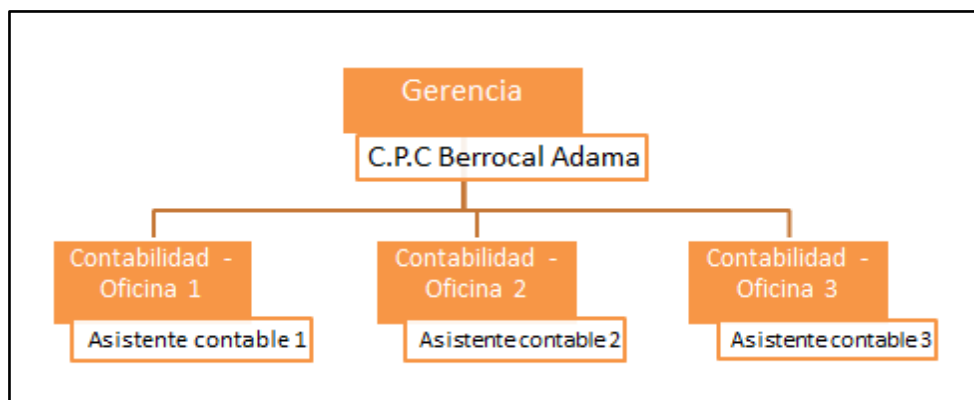 Gerencia
C.P.C Berrocal Adama
Contabilidad -
Oficina 1
Asistente contable 1
Contabilidad -
Oficina 2
Asistente contable 2
Contabilidad -
Oficina 3
Asistente contable 3